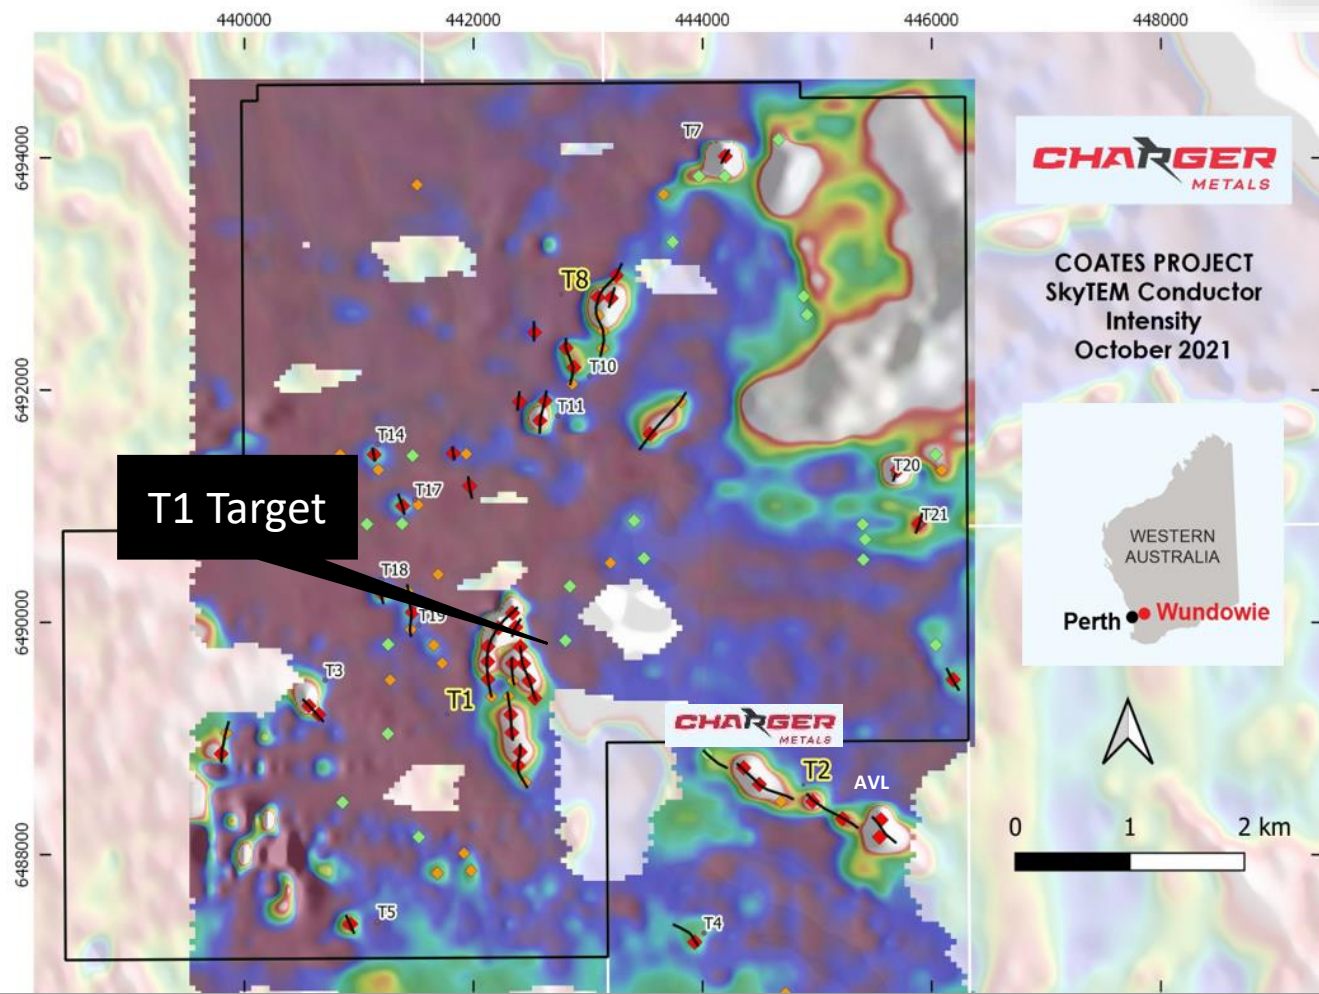 440000
442000
444000
446000
448000
6494000
6492000
6490000
6488000
CHARGER
METALS
COATES PROJECT
SkyTEM Conductor
Intensity
October 2021
WESTERN
AUSTRALIA
Perth
Wundowie
0
1
2 km
T7
T8
T10
T11
T14
T17
T20
T21
T1 Target
T18
T19
T3
T1
CHARGER
METALS
T2
AVL
T5
T4